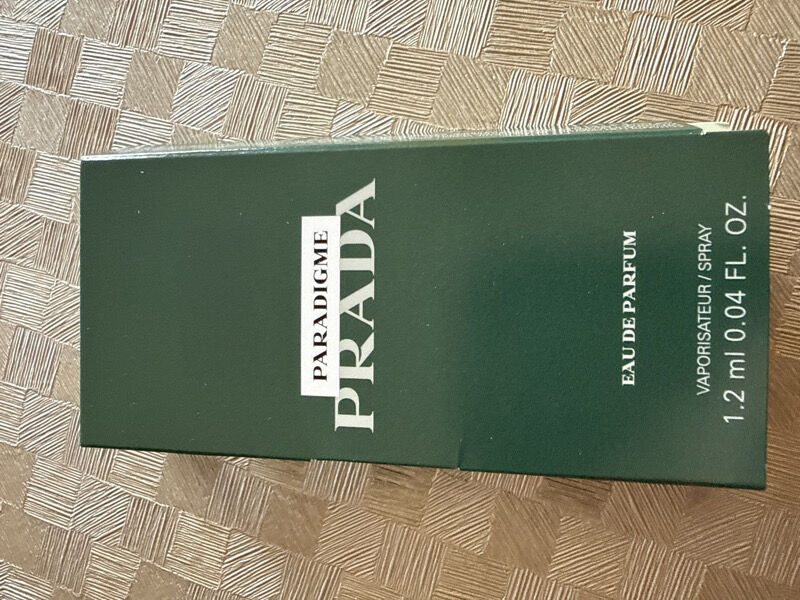 PARADIGME
PRADA
EAU DE PARFUM
VAPORISATEUR / SPRAY
1.2 ml 0.04 FL. OZ.